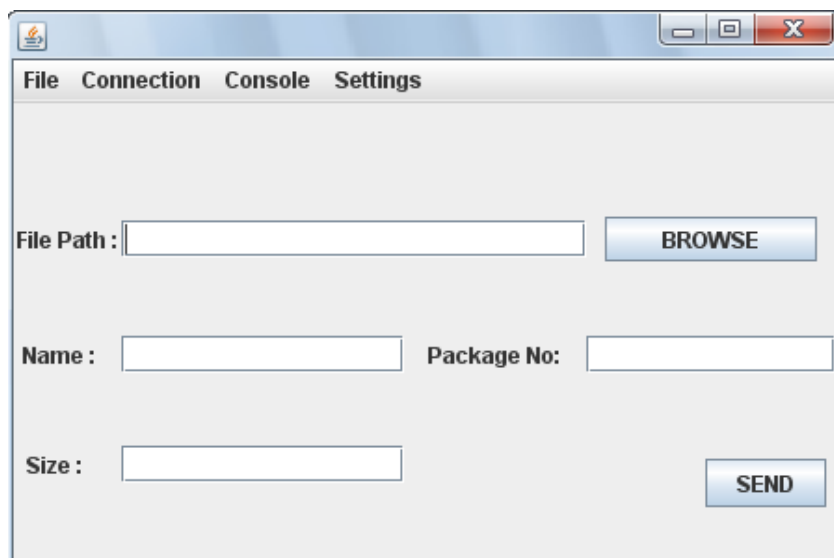 File Connection Console Settings
File Path : BROWSE
Name : Package No:
Size :
SEND